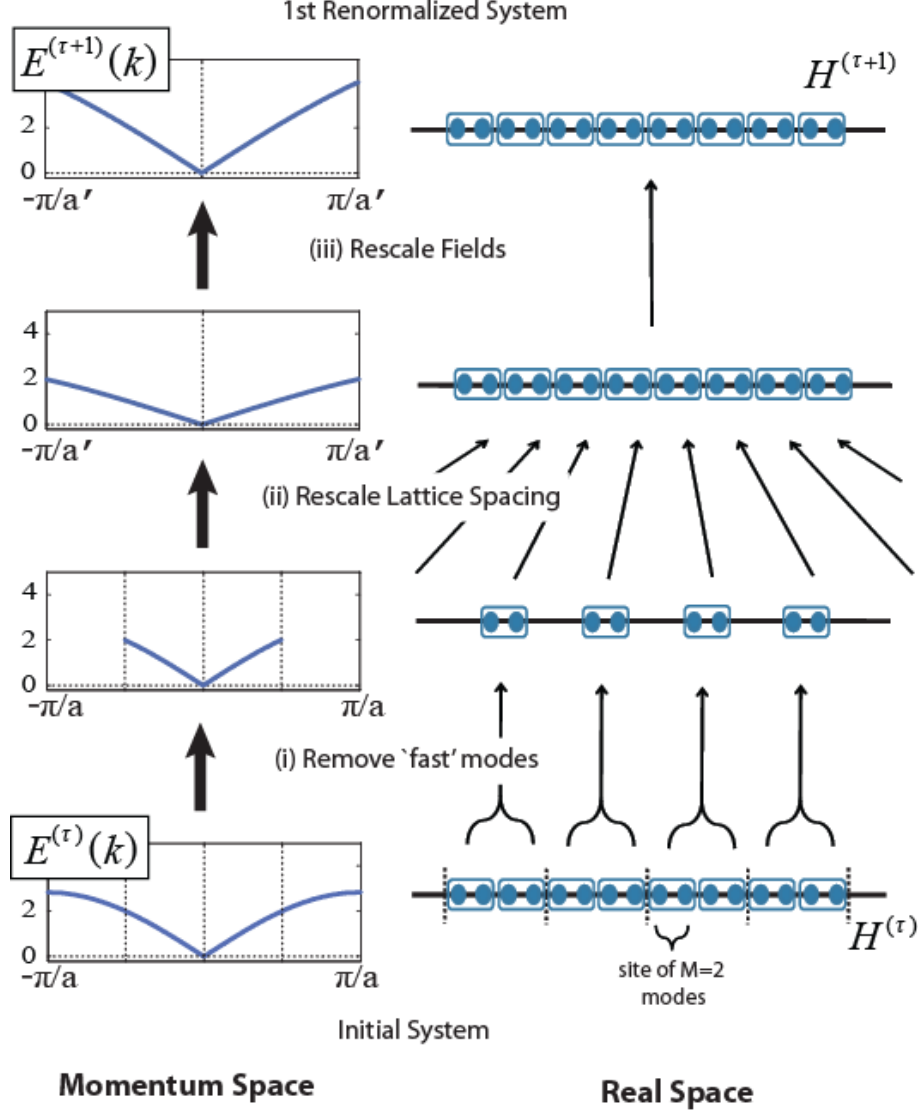 1st Renormalized System
E^(τ+1)(k)
H^(τ+1)
2
0
-π/a′ π/a′
(iii) Rescale Fields
4
2
0
-π/a′ π/a′
(ii) Rescale Lattice Spacing
4
2
0
-π/a π/a
(i) Remove `fast' modes
E^(τ)(k)
2
0
-π/a π/a
H^(τ)
site of M=2
modes
Initial System
Momentum Space Real Space